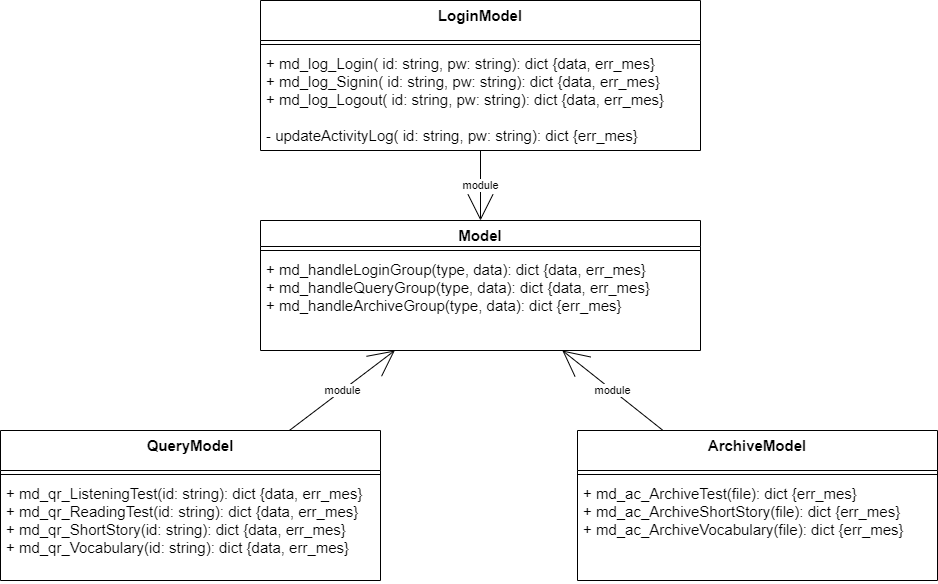 LoginModel
+ md_log_Login( id: string, pw: string): dict {data, err_mes}
+ md_log_Signin( id: string, pw: string): dict {data, err_mes}
+ md_log_Logout( id: string, pw: string): dict {data, err_mes}
- updateActivityLog( id: string, pw: string): dict {err_mes}
module
Model
+ md_handleLoginGroup(type, data): dict {data, err_mes}
+ md_handleQueryGroup(type, data): dict {data, err_mes}
+ md_handleArchiveGroup(type, data): dict {err_mes}
module
module
QueryModel
+ md_qr_ListeningTest(id: string): dict {data, err_mes}
+ md_qr_ReadingTest(id: string): dict {data, err_mes}
+ md_qr_ShortStory(id: string): dict {data, err_mes}
+ md_qr_Vocabulary(id: string): dict {data, err_mes}
ArchiveModel
+ md_ac_ArchiveTest(file): dict {err_mes}
+ md_ac_ArchiveShortStory(file): dict {err_mes}
+ md_ac_ArchiveVocabulary(file): dict {err_mes}